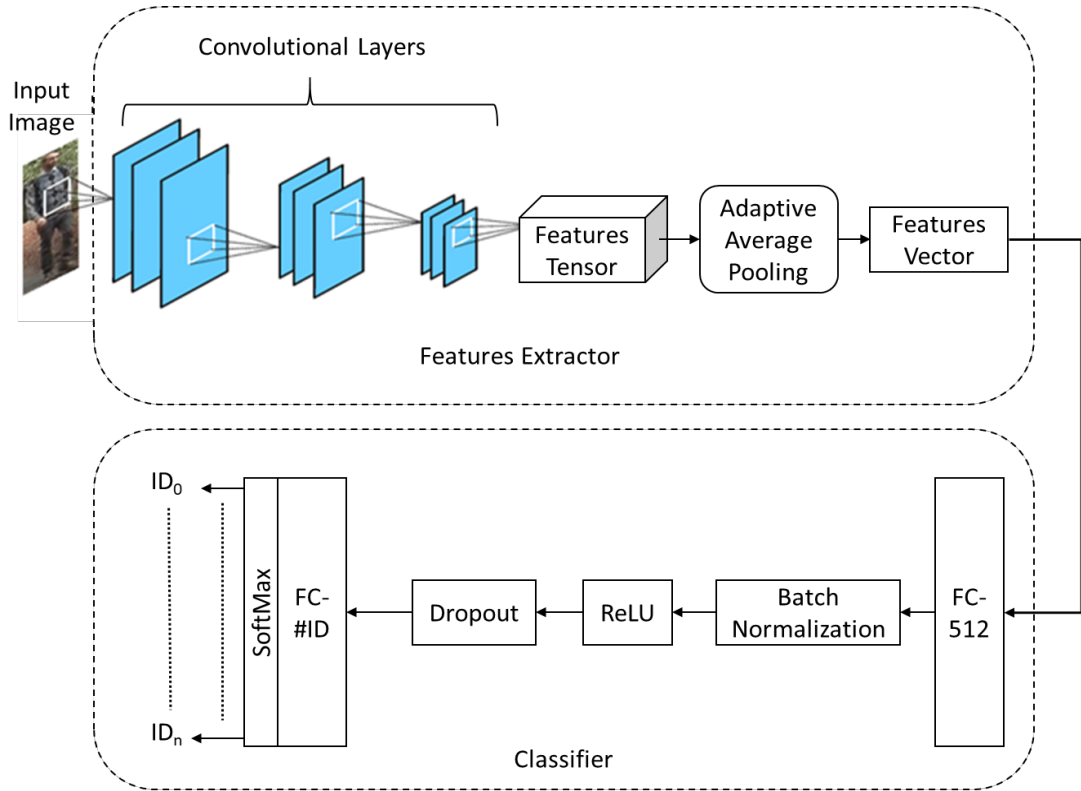 Convolutional Layers
Input
Image
Features
Tensor
Adaptive
Average
Pooling
Features
Vector
Features Extractor
ID0
IDn
SoftMax
FC-
#ID
Dropout
ReLU
Batch
Normalization
FC-
512
Classifier